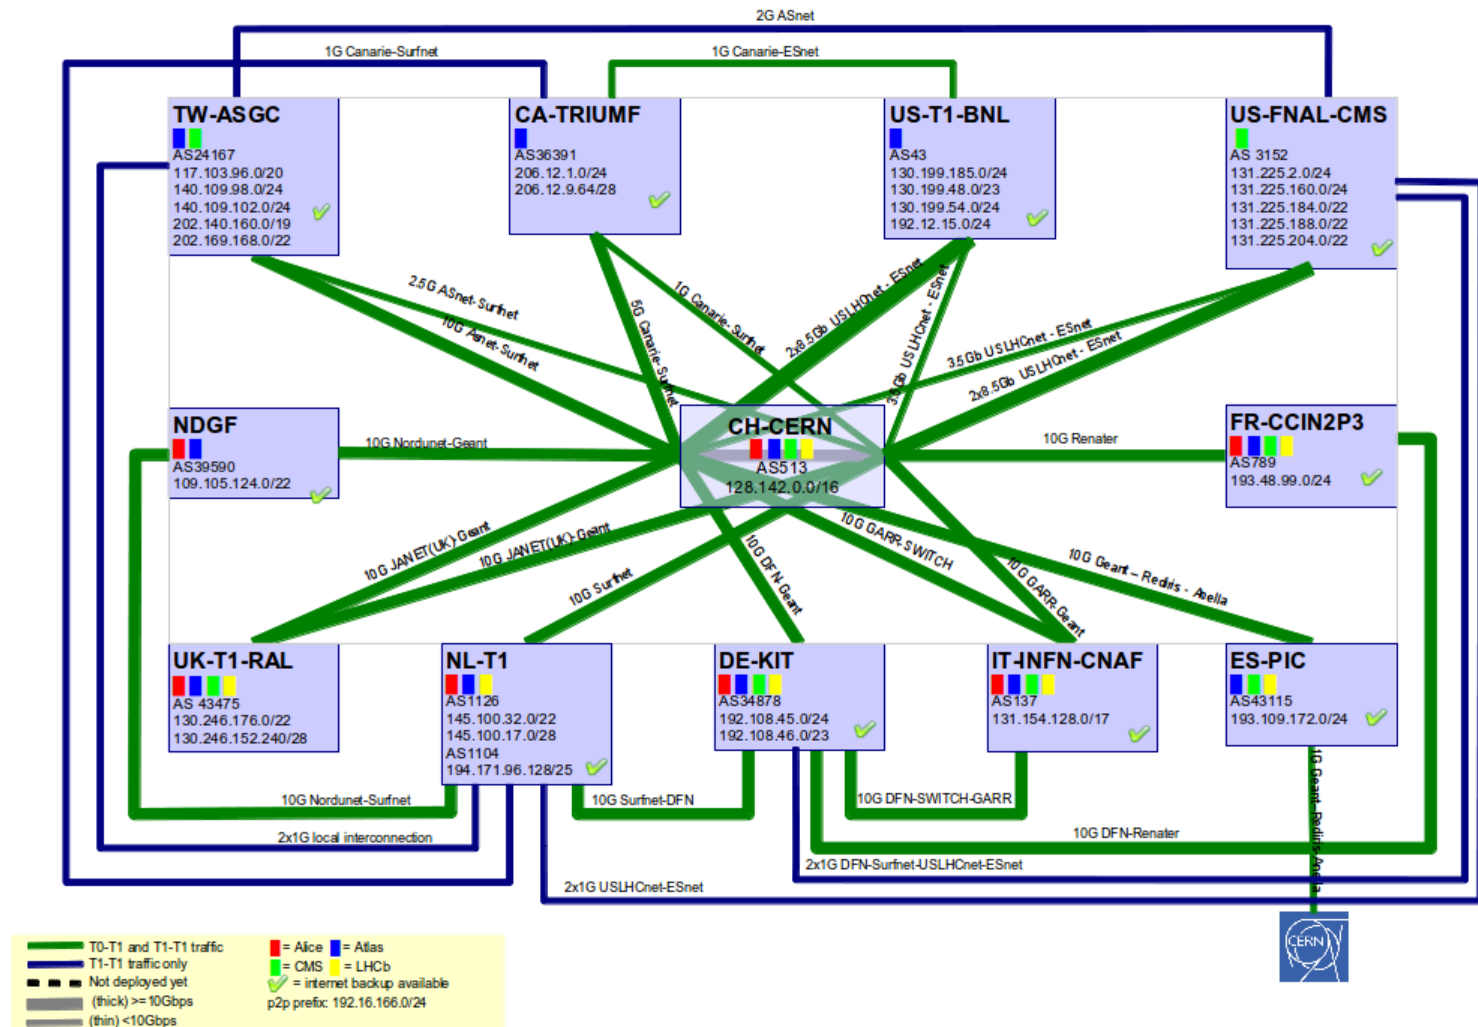 2G ASnet
1G Canarie-Surfnet
1G Canarie-ESnet
TW-ASGC
AS24167
117.103.96.0/20
140.109.98.0/24
140.109.102.0/24
202.140.160.0/19
202.169.168.0/22
CA-TRIUMF
AS36391
206.12.1.0/24
206.12.9.64/28
US-T1-BNL
AS43
130.199.185.0/24
130.199.48.0/23
130.199.54.0/24
192.12.15.0/24
US-FNAL-CMS
AS 3152
131.225.2.0/24
131.225.160.0/24
131.225.184.0/22
131.225.188.0/22
131.225.204.0/22
2.5G ASnet-Surfnet
10G Asnet-Surfnet
5G Canarie-Surfnet
1G Canarie-Surfnet
2x8.5Gb USLHCnet - ESnet
3.5Gb USLHCnet - ESnet
3.5Gb USLHCnet - ESnet
2x8.5Gb USLHCnet - ESnet
NDGF
AS39590
109.105.124.0/22
10G Nordunet-Geant
CH-CERN
AS513
128.142.0.0/16
10G Renater
FR-CCIN2P3
AS789
193.48.99.0/24
10G JANET(UK)-Geant
10G JANET(UK)-Geant
10G Surfnet
10G DFN-Geant
10G GARR-SWITCH
10G GARR-Geant
10G Geant – Rediris - Anella
UK-T1-RAL
AS 43475
130.246.176.0/22
130.246.152.240/28
NL-T1
AS1126
145.100.32.0/22
145.100.17.0/28
AS1104
194.171.96.128/25
DE-KIT
AS34878
192.108.45.0/24
192.108.46.0/23
IT-INFN-CNAF
AS137
131.154.128.0/17
ES-PIC
AS43115
193.109.172.0/24
10G Nordunet-Surfnet
10G Surfnet-DFN
10G DFN-SWITCH-GARR
10G DFN-Renater
1G Geant-Rediris-Anella
2x1G local interconnection
2x1G DFN-Surfnet-USLHCnet-ESnet
2x1G USLHCnet-ESnet
CERN
T0-T1 and T1-T1 traffic
T1-T1 traffic only
Not deployed yet
(thick) >=10Gbps
(thin) <10Gbps
= Alice = Atlas
= CMS = LHCb
= internet backup available
p2p prefix: 192.16.166.0/24